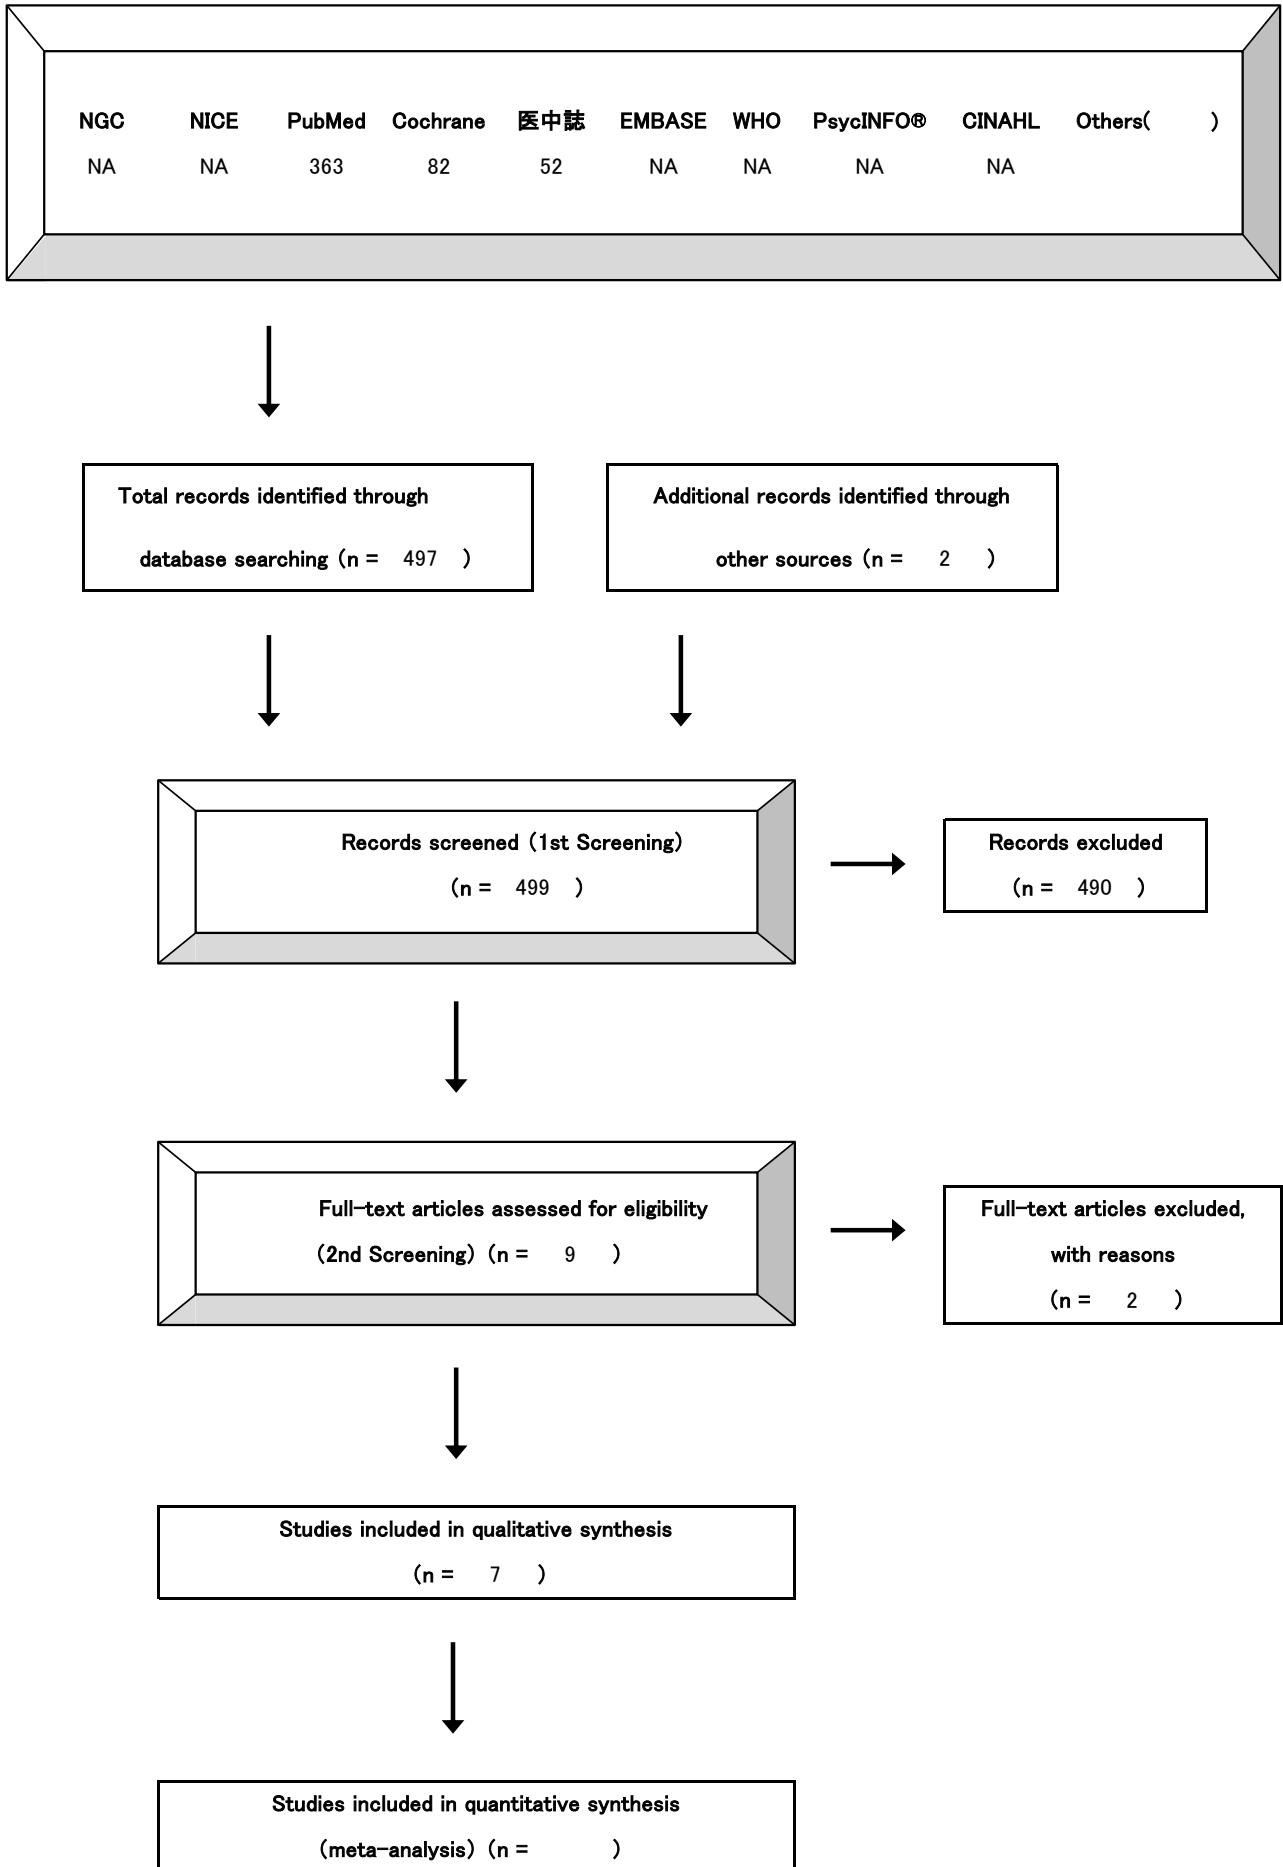 NGC NICE PubMed Cochrane 医中誌 EMBASE WHO PsycINFO® CINAHL Others( )
NA NA 363 82 52 NA NA NA NA
Total records identified through
database searching (n = 497 )
Additional records identified through
other sources (n = 2 )
Records screened (1st Screening)
(n = 499 )
Records excluded
(n = 490 )
Full-text articles assessed for eligibility
(2nd Screening) (n = 9 )
Full-text articles excluded,
with reasons
(n = 2 )
Studies included in qualitative synthesis
(n = 7 )
Studies included in quantitative synthesis
(meta-analysis) (n = )